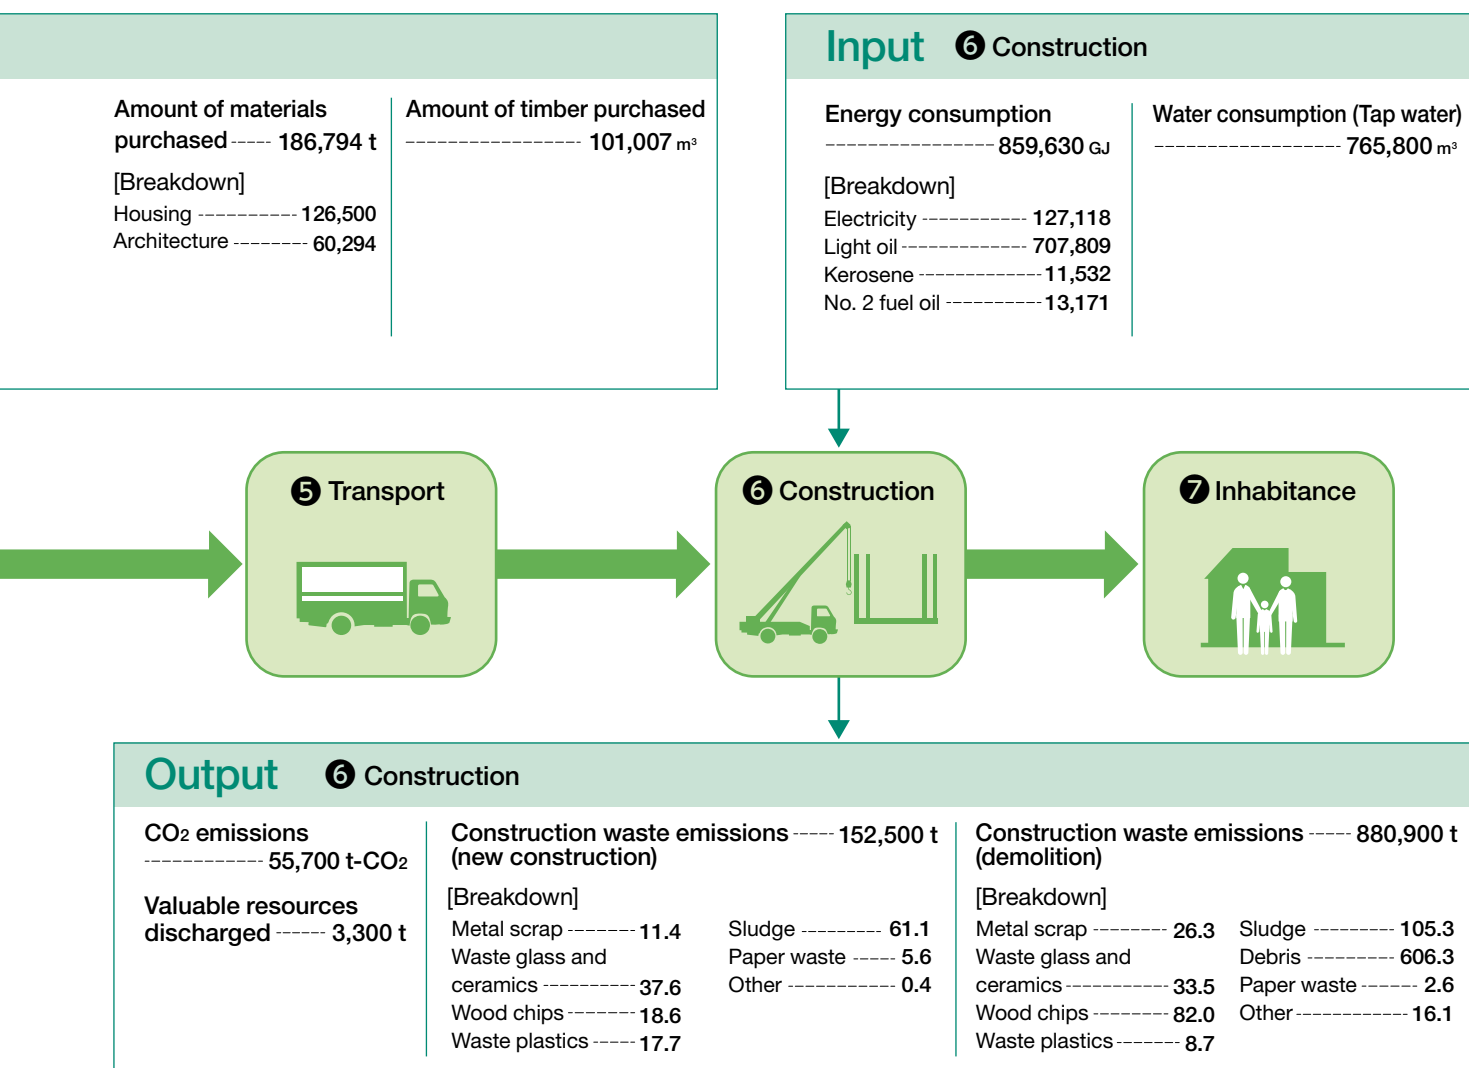 Amount of materials
purchased 186,794 t
[Breakdown]
Housing 126,500
Architecture 60,294
Amount of timber purchased
101,007 m³
Input ❻ Construction
Energy consumption
859,630 GJ
[Breakdown]
Electricity 127,118
Light oil 707,809
Kerosene 11,532
No. 2 fuel oil 13,171
Water consumption (Tap water)
765,800 m³
❺ Transport
❻ Construction
❼ Inhabitance
Output ❻ Construction
CO2 emissions
55,700 t-CO2
Valuable resources
discharged 3,300 t
Construction waste emissions 152,500 t
(new construction)
[Breakdown]
Metal scrap 11.4
Waste glass and
ceramics 37.6
Wood chips 18.6
Waste plastics 17.7
Sludge 61.1
Paper waste 5.6
Other 0.4
Construction waste emissions 880,900 t
(demolition)
[Breakdown]
Metal scrap 26.3
Waste glass and
ceramics 33.5
Wood chips 82.0
Waste plastics 8.7
Sludge 105.3
Debris 606.3
Paper waste 2.6
Other 16.1